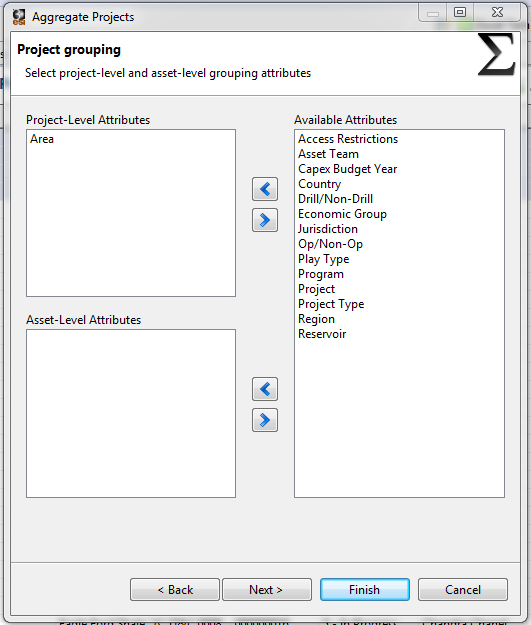 Aggregate Projects
Project grouping
Select project-level and asset-level grouping attributes
Σ
Project-Level Attributes
Area
Available Attributes
Access Restrictions
Asset Team
Capex Budget Year
Country
Drill/Non-Drill
Economic Group
Jurisdiction
Op/Non-Op
Play Type
Program
Project
Project Type
Region
Reservoir
Asset-Level Attributes
< Back
Next >
Finish
Cancel